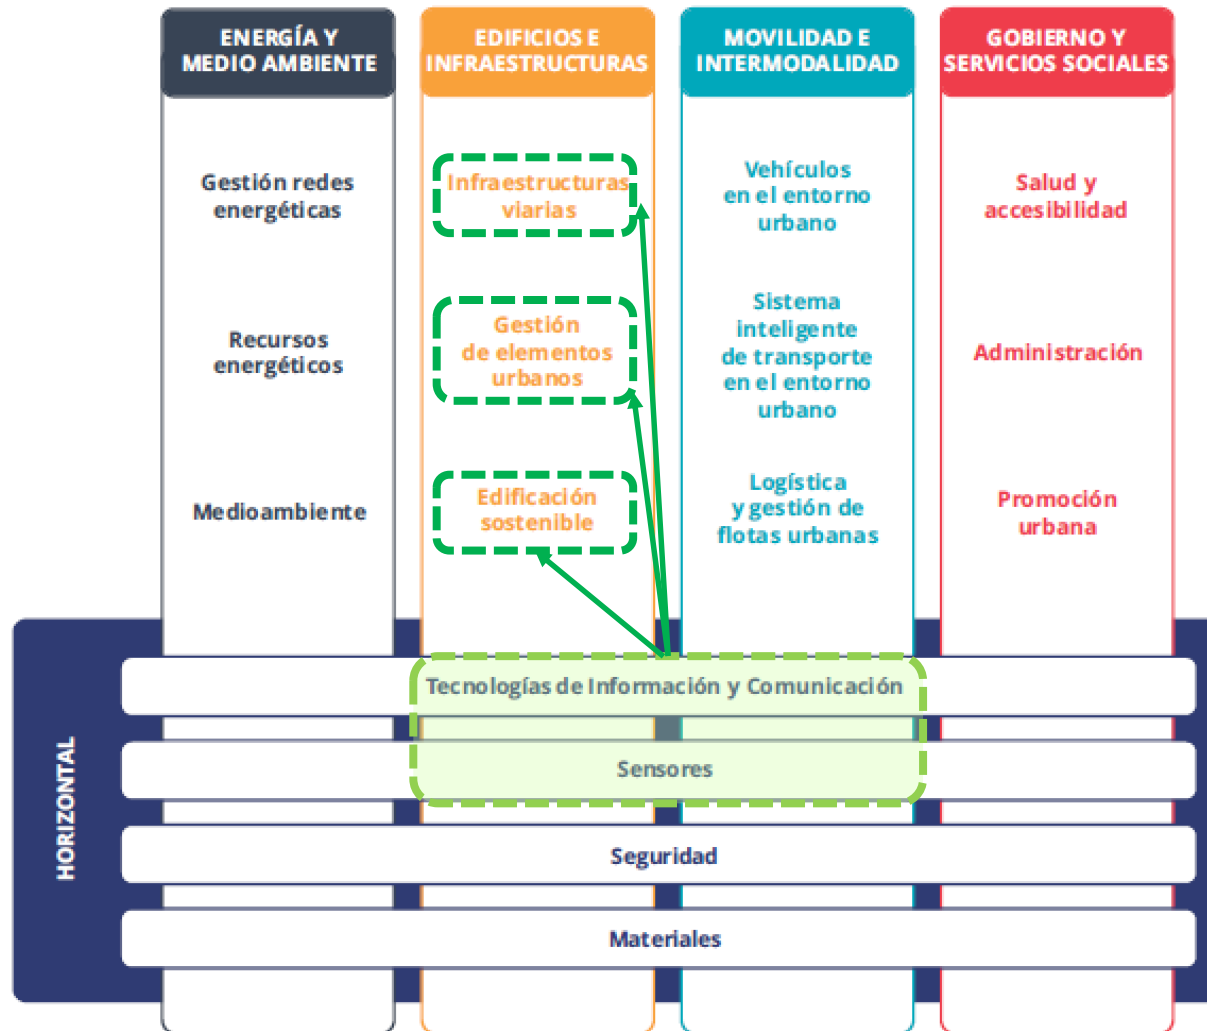 ENERGÍA Y
MEDIO AMBIENTE
Gestión redes
energéticas
Recursos
energéticos
Medioambiente
EDIFICIOS E
INFRAESTRUCTURAS
Infraestructuras
viarias
Gestión
de elementos
urbanos
Edificación
sostenible
MOVILIDAD E
INTERMODALIDAD
Vehículos
en el entorno
urbano
Sistema
inteligente
de transporte
en el entorno
urbano
Logística
y gestión de
flotas urbanas
GOBIERNO Y
SERVICIOS SOCIALES
Salud y
accesibilidad
Administración
Promoción
urbana
HORIZONTAL
Tecnologías de Información y Comunicación
Sensores
Seguridad
Materiales